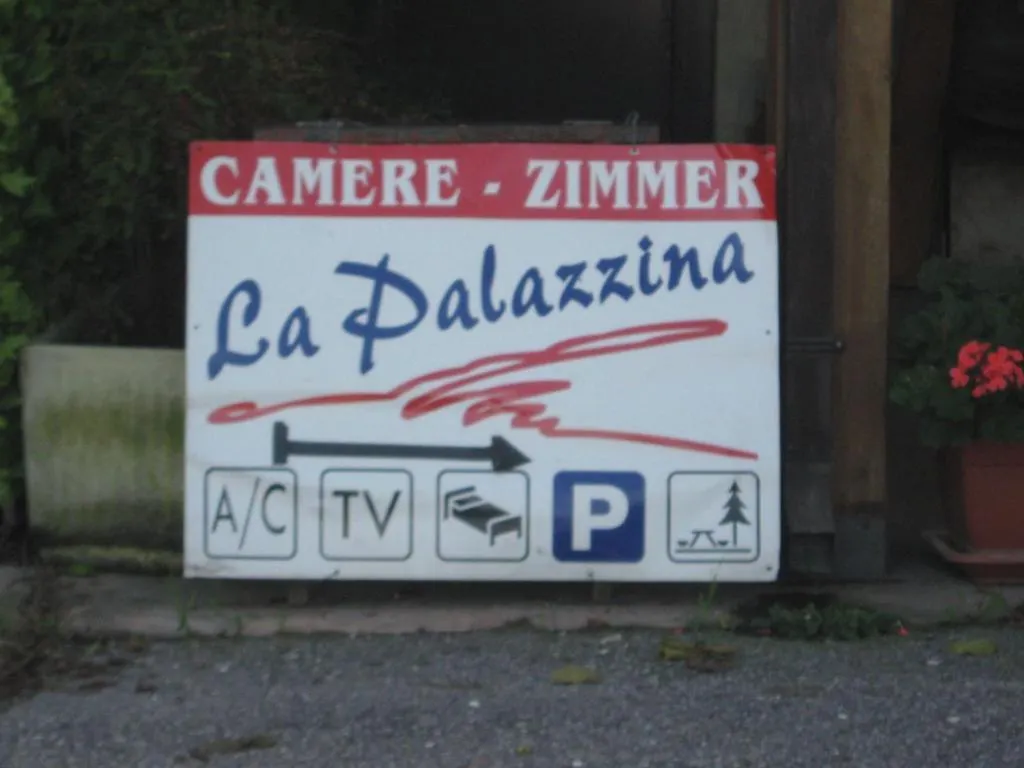 CAMERE - ZIMMER
La Palazzina
A/C TV P